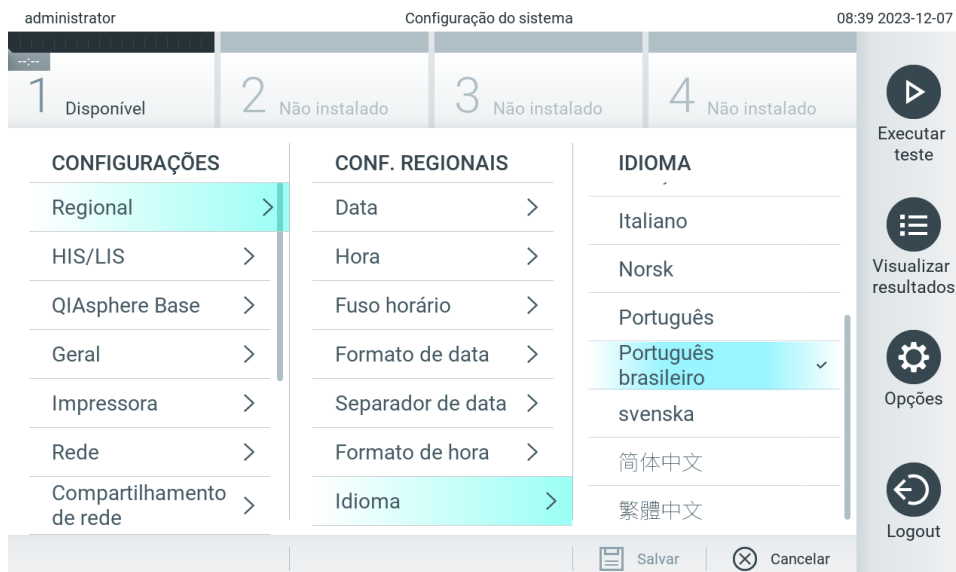 administrator
Configuração do sistema
08:39 2023-12-07
--:--
1 Disponível
2 Não instalado
3 Não instalado
4 Não instalado
CONFIGURAÇÕES
Regional
HIS/LIS
QIAsphere Base
Geral
Impressora
Rede
Compartilhamento
de rede
CONF. REGIONAIS
Data
Hora
Fuso horário
Formato de data
Separador de data
Formato de hora
Idioma
IDIOMA
Italiano
Norsk
Português
Português
brasileiro
svenska
简体中文
繁體中文
Salvar
Cancelar
Executar
teste
Visualizar
resultados
Opções
Logout